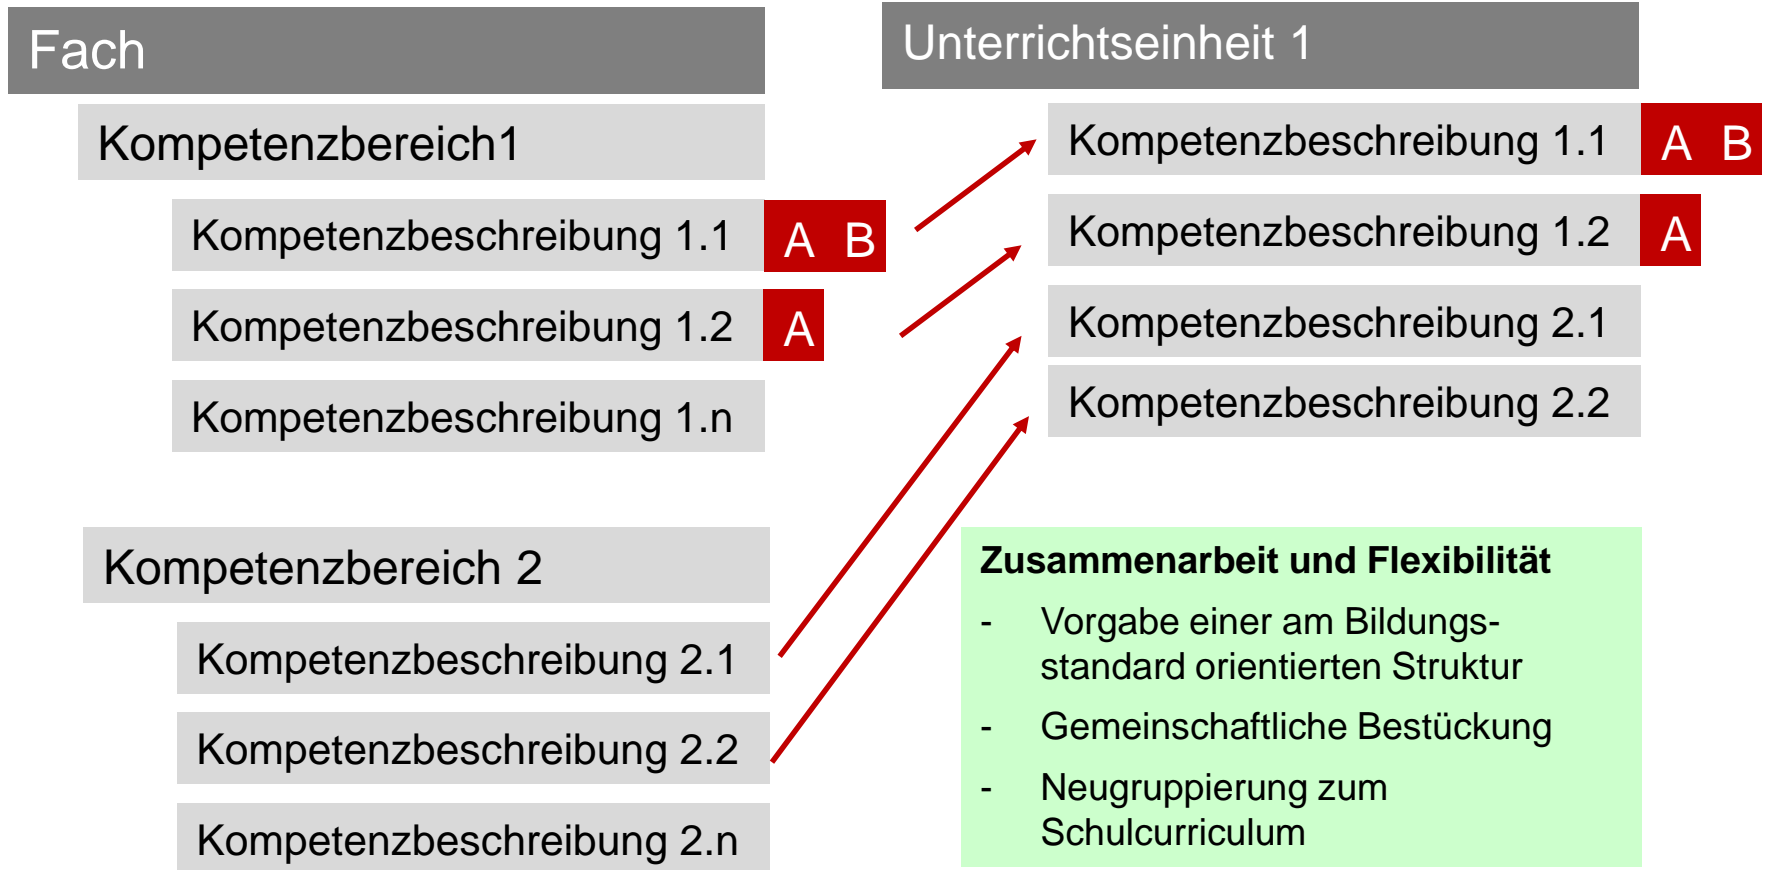 Fach
Kompetenzbereich1
Kompetenzbeschreibung 1.1 A B
Kompetenzbeschreibung 1.2 A
Kompetenzbeschreibung 1.n
Kompetenzbereich 2
Kompetenzbeschreibung 2.1
Kompetenzbeschreibung 2.2
Kompetenzbeschreibung 2.n
Unterrichtseinheit 1
Kompetenzbeschreibung 1.1 A B
Kompetenzbeschreibung 1.2 A
Kompetenzbeschreibung 2.1
Kompetenzbeschreibung 2.2
Zusammenarbeit und Flexibilität
- Vorgabe einer am Bildungs-
standard orientierten Struktur
- Gemeinschaftliche Bestückung
- Neugruppierung zum
Schulcurriculum